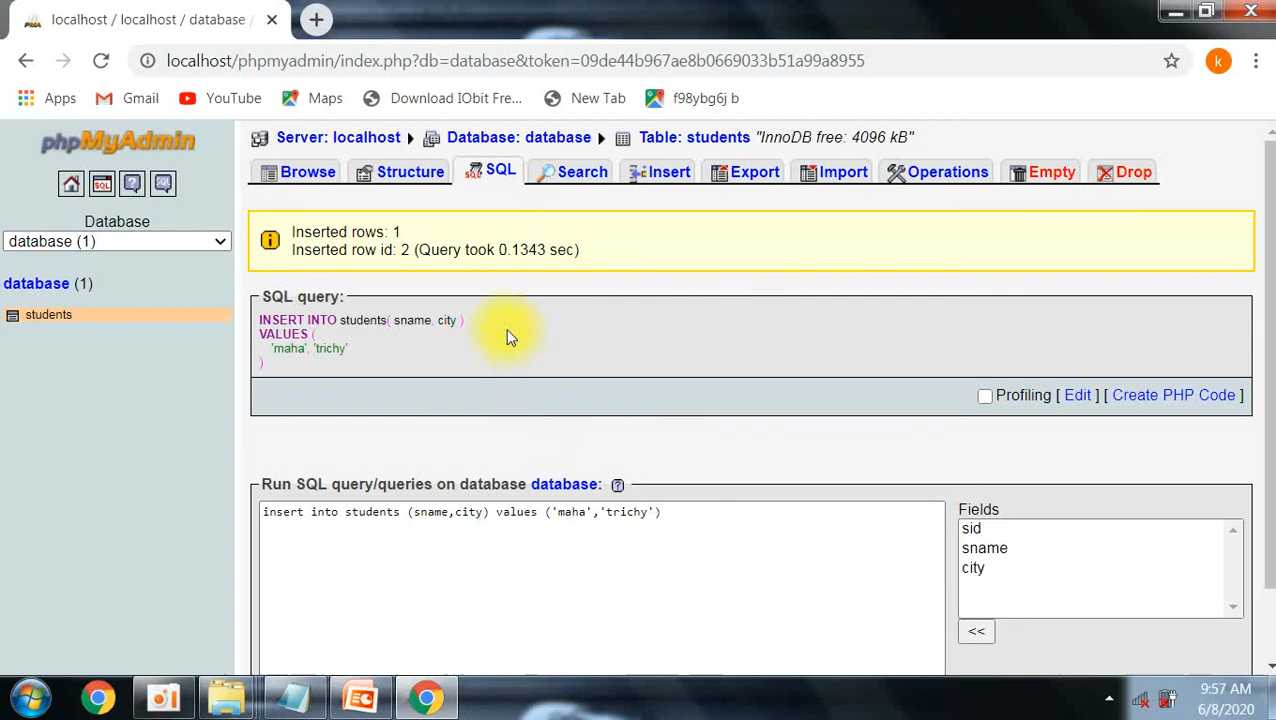 localhost / localhost / database /
localhost/phpmyadmin/index.php?db=database&token=09de44b967ae8b0669033b51a99a8955
k
Apps Gmail YouTube Maps Download IObit Fre... New Tab f98ybg6j b
phpMyAdmin
Server: localhost Database: database Table: students "InnoDB free: 4096 kB"
Browse Structure SQL Search Insert Export Import Operations Empty Drop
SQL
Database
database (1)
database (1)
students
Inserted rows: 1
Inserted row id: 2 (Query took 0.1343 sec)
SQL query:
INSERT INTO students( sname, city )
VALUES (
'maha', 'trichy'
)
Profiling [ Edit ] [ Create PHP Code ]
Run SQL query/queries on database database:
insert into students (sname,city) values ('maha','trichy')
Fields
sid
sname
city
<<
9:57 AM
6/8/2020